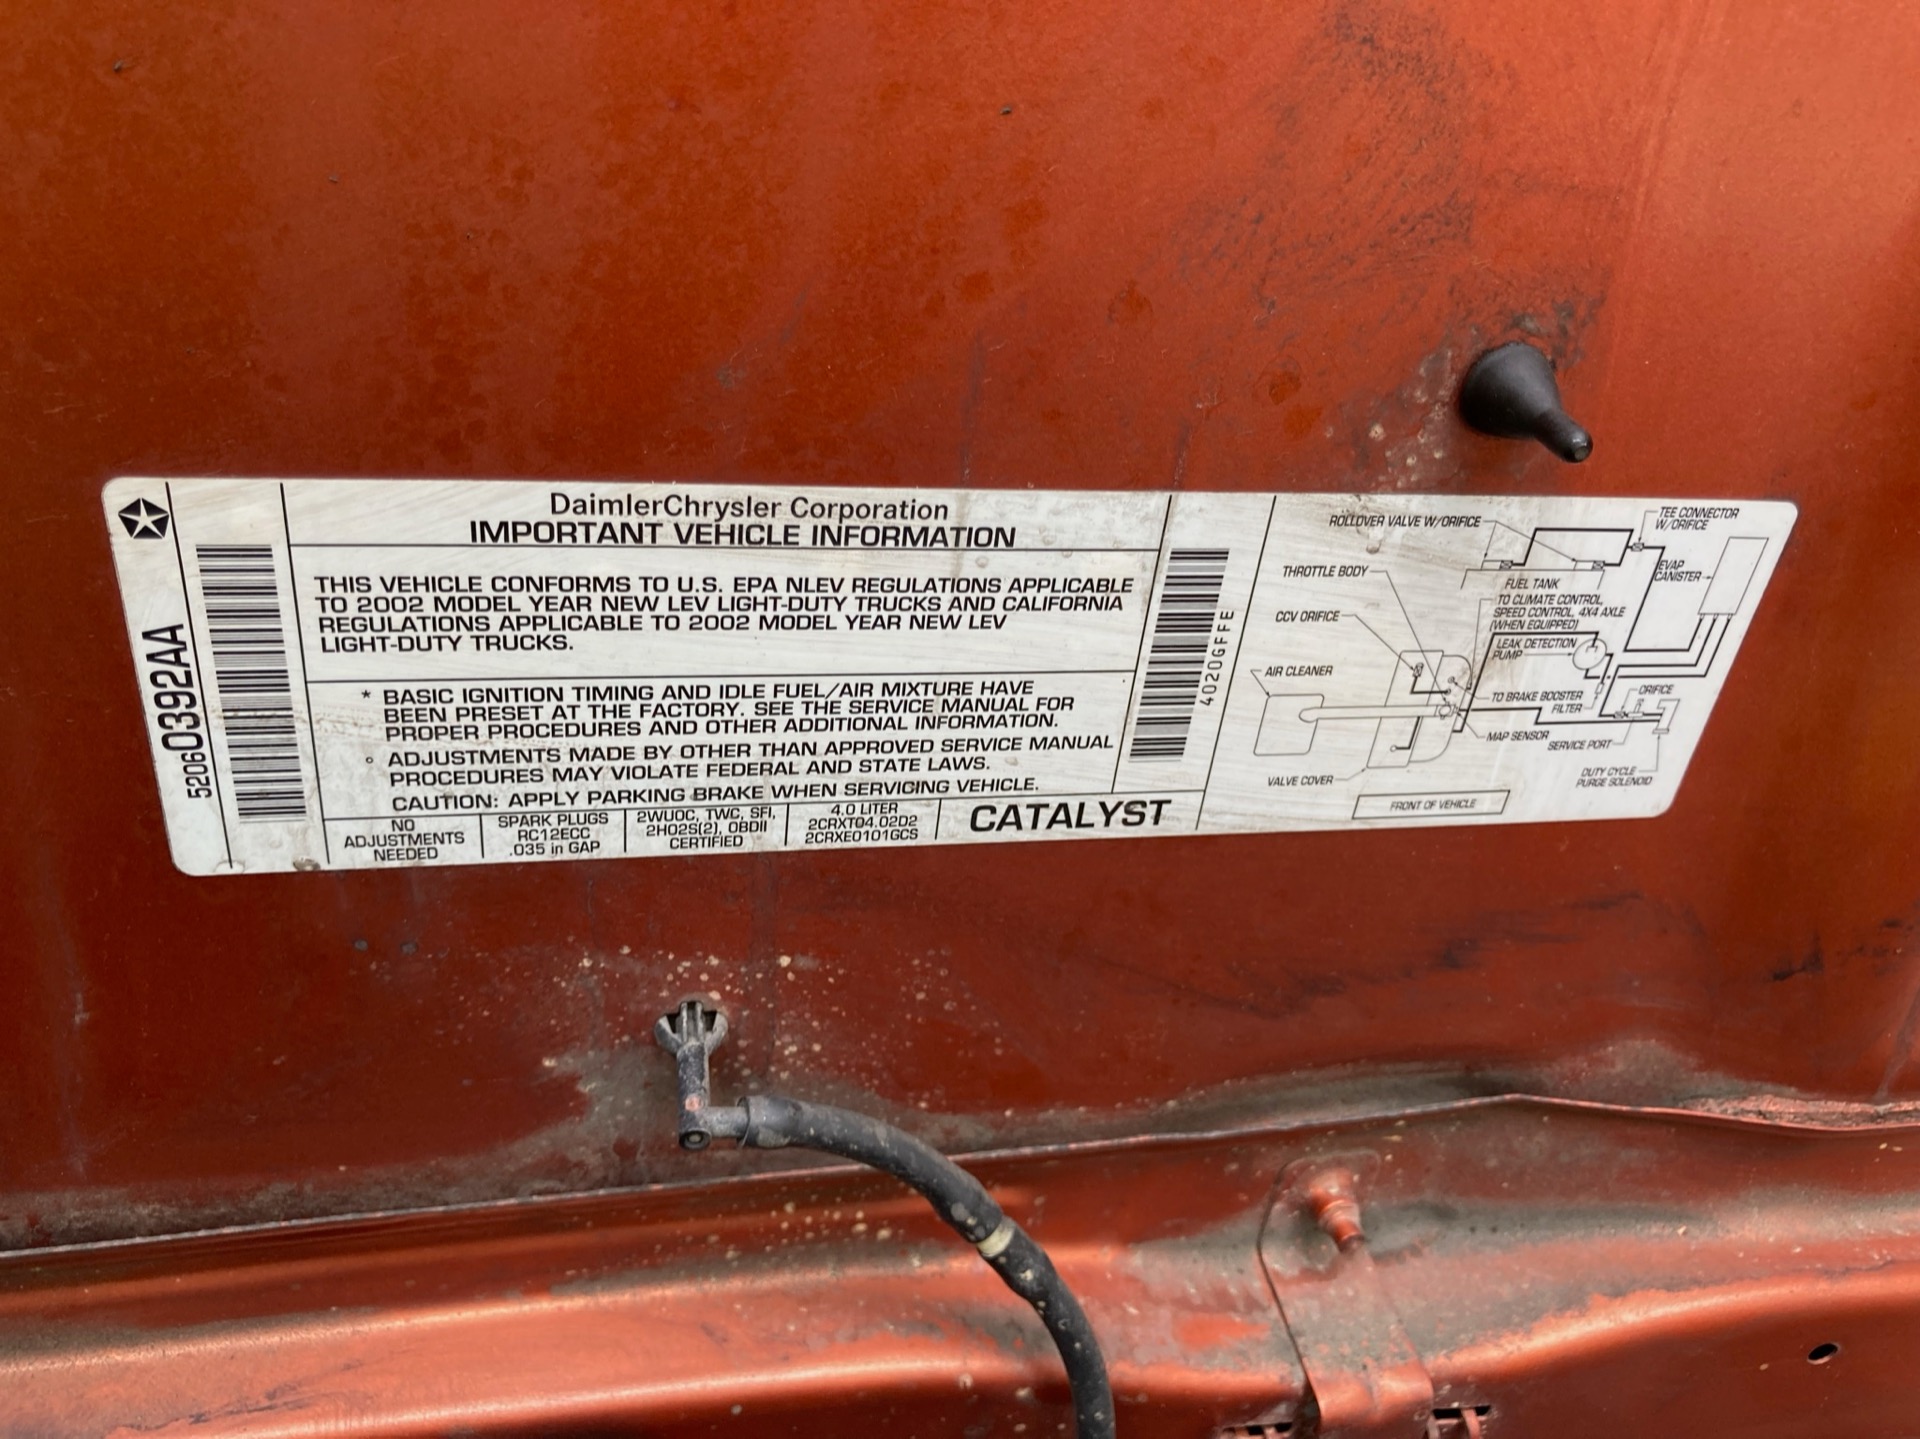 52060392AA
DaimlerChrysler Corporation
IMPORTANT VEHICLE INFORMATION
THIS VEHICLE CONFORMS TO U.S. EPA NLEV REGULATIONS APPLICABLE
TO 2002 MODEL YEAR NEW LEV LIGHT-DUTY TRUCKS AND CALIFORNIA
REGULATIONS APPLICABLE TO 2002 MODEL YEAR NEW LEV
LIGHT-DUTY TRUCKS.
* BASIC IGNITION TIMING AND IDLE FUEL/AIR MIXTURE HAVE
BEEN PRESET AT THE FACTORY. SEE THE SERVICE MANUAL FOR
PROPER PROCEDURES AND OTHER ADDITIONAL INFORMATION.
° ADJUSTMENTS MADE BY OTHER THAN APPROVED SERVICE MANUAL
PROCEDURES MAY VIOLATE FEDERAL AND STATE LAWS.
CAUTION: APPLY PARKING BRAKE WHEN SERVICING VEHICLE.
NO
ADJUSTMENTS
NEEDED
SPARK PLUGS
RC12ECC
.035 in GAP
2WUOC, TWC, SFI,
2HO2S(2), OBDII
CERTIFIED
4.0 LITER
2CRXT04.02D2
2CRXE0101GCS
CATALYST
4020GFFE
ROLLOVER VALVE W/ORIFICE
TEE CONNECTOR
W/ORIFICE
THROTTLE BODY
FUEL TANK
EVAP
CANISTER
TO CLIMATE CONTROL,
SPEED CONTROL, 4X4 AXLE
(WHEN EQUIPPED)
CCV ORIFICE
LEAK DETECTION
PUMP
AIR CLEANER
TO BRAKE BOOSTER
FILTER
ORIFICE
MAP SENSOR
SERVICE PORT
VALVE COVER
DUTY CYCLE
PURGE SOLENOID
FRONT OF VEHICLE